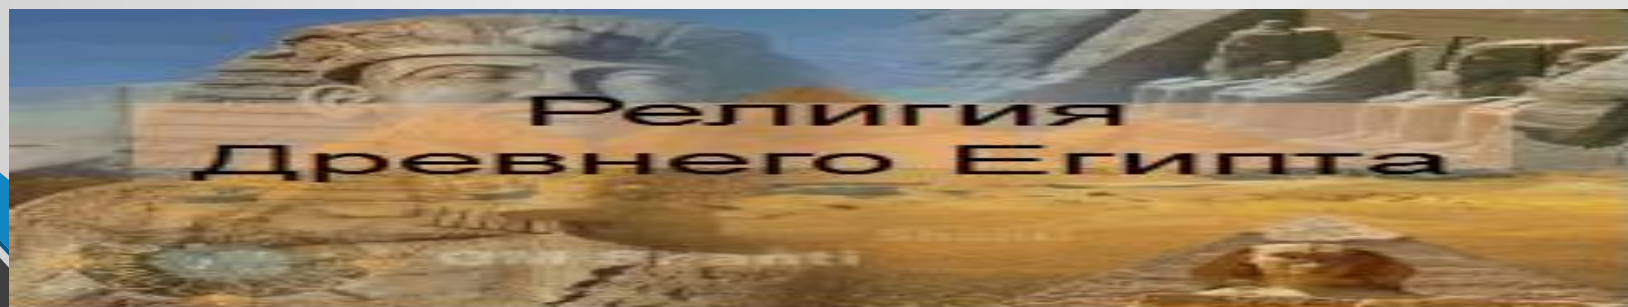 Религия
Древнего Египта